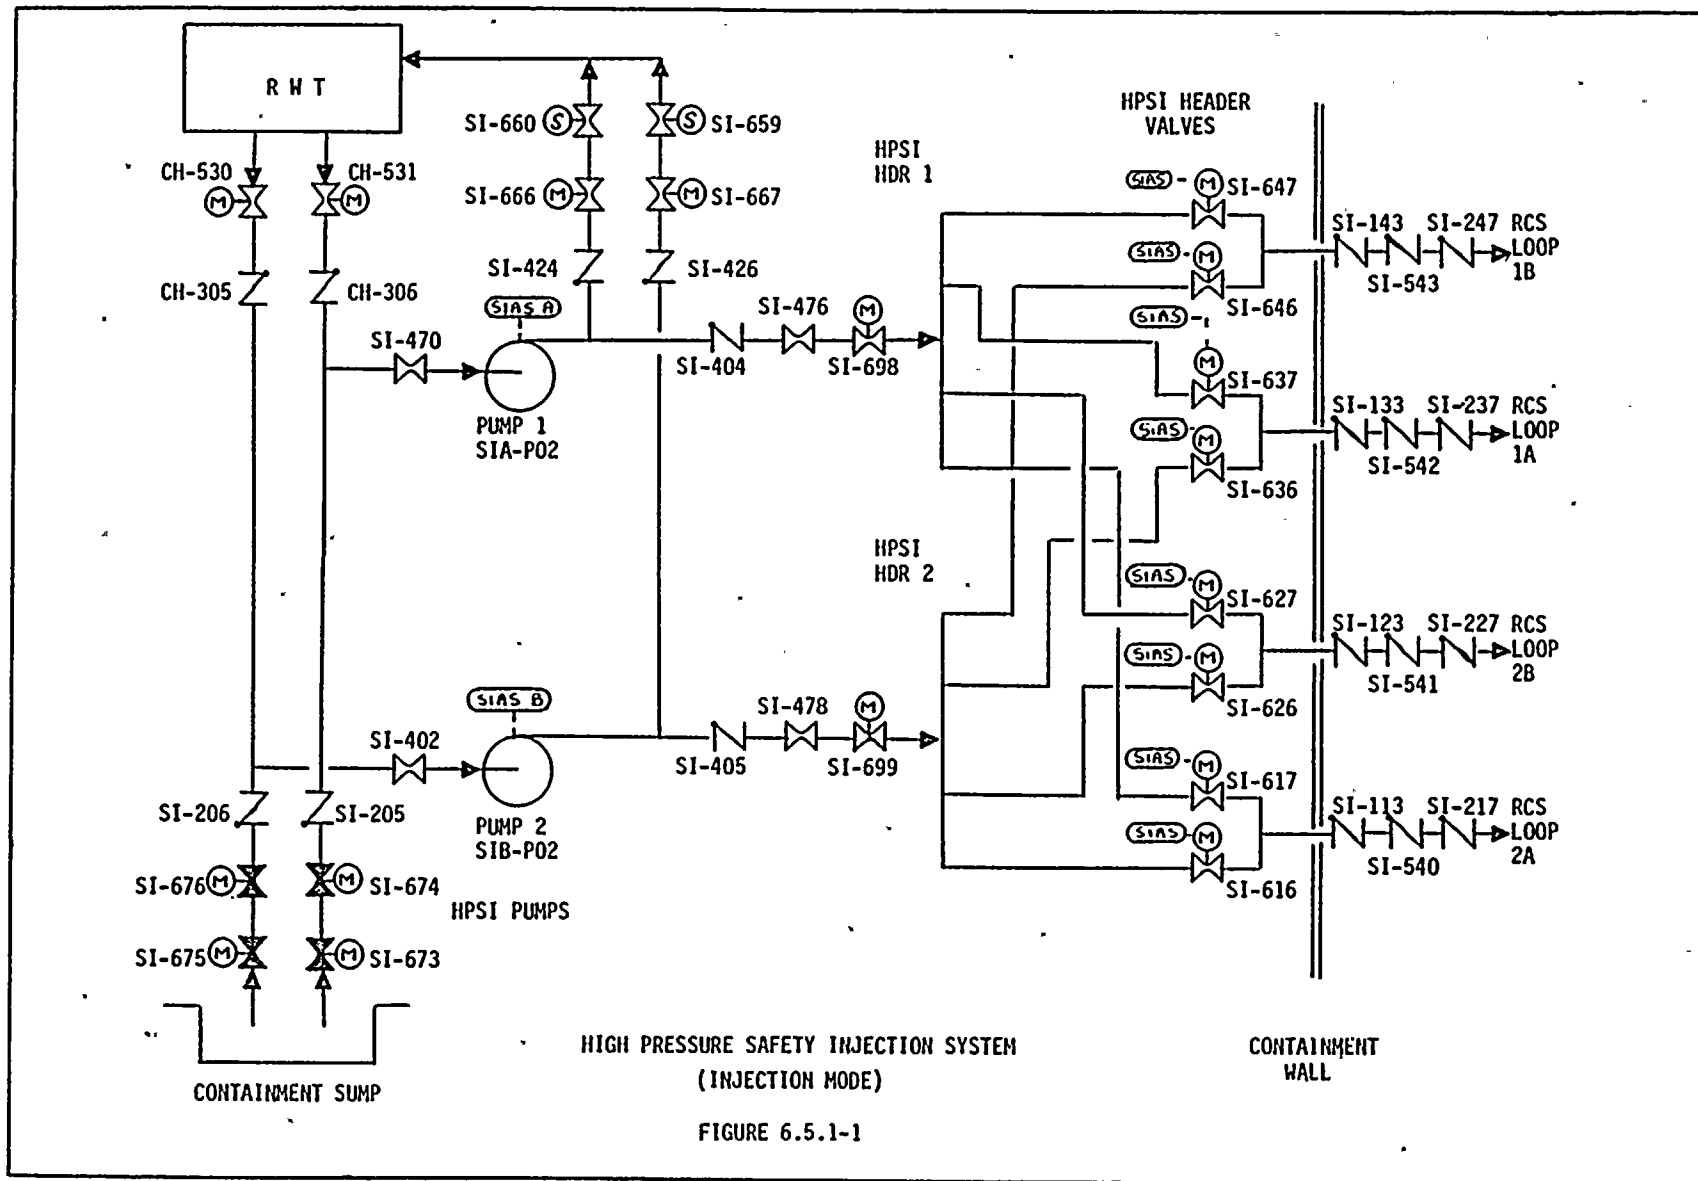 RWT
SI-660
S
S
SI-659
HPSI HEADER
VALVES
CH-530
M
CH-531
M
SI-666
M
M
SI-667
HPSI
HDR 1
SIAS
M
SI-647
SIAS
M
SI-646
SI-143
SI-543
SI-247
RCS
LOOP
1B
CH-305
CH-306
SI-424
SI-426
SIAS A
SI-470
PUMP 1
SIA-P02
SI-404
SI-476
M
SI-698
SIAS
M
SI-637
SIAS
M
SI-636
SI-133
SI-542
SI-237
RCS
LOOP
1A
HPSI
HDR 2
SIAS
M
SI-627
SIAS
M
SI-626
SI-123
SI-541
SI-227
RCS
LOOP
2B
SIAS B
SI-402
PUMP 2
SIB-P02
SI-405
SI-478
M
SI-699
SIAS
M
SI-617
SIAS
M
SI-616
SI-113
SI-540
SI-217
RCS
LOOP
2A
SI-206
SI-205
SI-676
M
M
SI-674
HPSI PUMPS
SI-675
M
M
SI-673
CONTAINMENT SUMP
HIGH PRESSURE SAFETY INJECTION SYSTEM
(INJECTION MODE)
FIGURE 6.5.1-1
CONTAINMENT
WALL